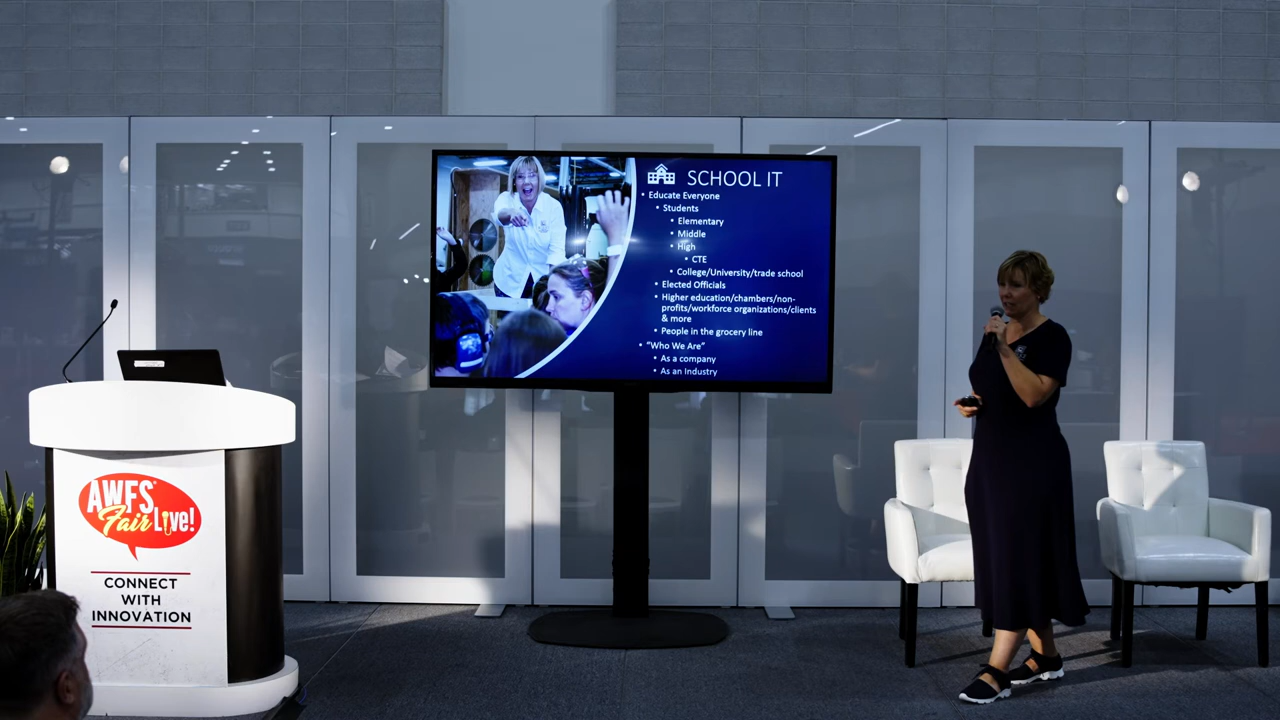 SCHOOL IT
• Educate Everyone
• Students
• Elementary
• Middle
• High
• CTE
• College/University/trade school
• Elected Officials
• Higher education/chambers/non-
profits/workforce organizations/clients
& more
• People in the grocery line
• “Who We Are”
• As a company
• As an Industry
AWFS
Fair Live!
CONNECT
WITH
INNOVATION